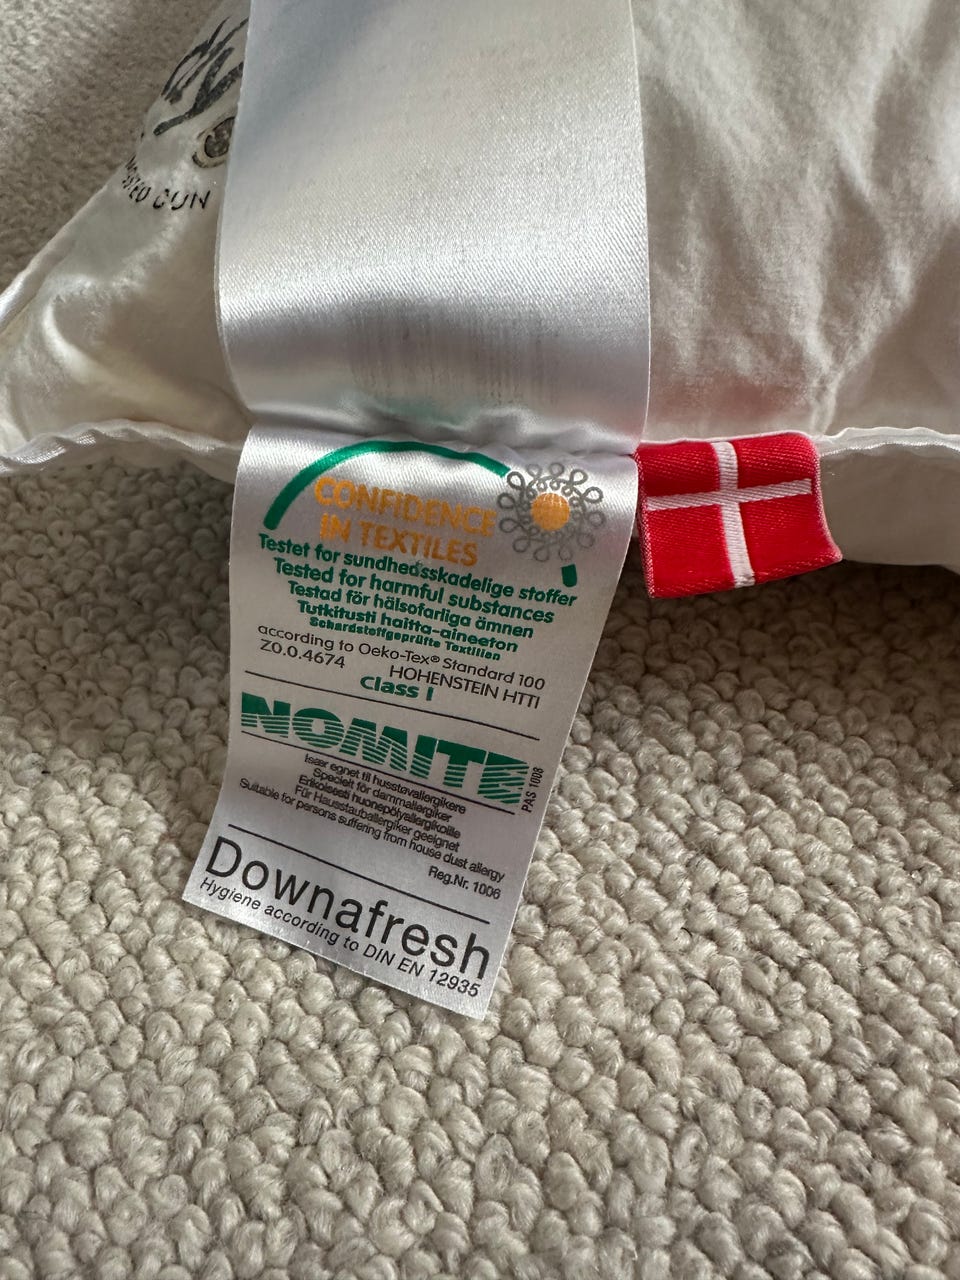 CONFIDENCE
IN TEXTILES
Testet for sundhedsskadelige stoffer
Tested for harmful substances
Testad för hälsofarliga ämnen
Tutkitusti haitta-aineeton
Schardstoffgeprüfte Textilien
according to Oeko-Tex® Standard 100
Z0.0.4674 HOHENSTEIN HTTI
Class I
NOMITE
PAS 1008
Især egnet til husstøvallergikere
Specielt för dammallergiker
Erikoisesti huonepölyallergikoille
Für Hausstauballergiker geeignet
Suitable for persons suffering from house dust allergy
Reg.Nr. 1006
Downafresh
Hygiene according to DIN EN 12935